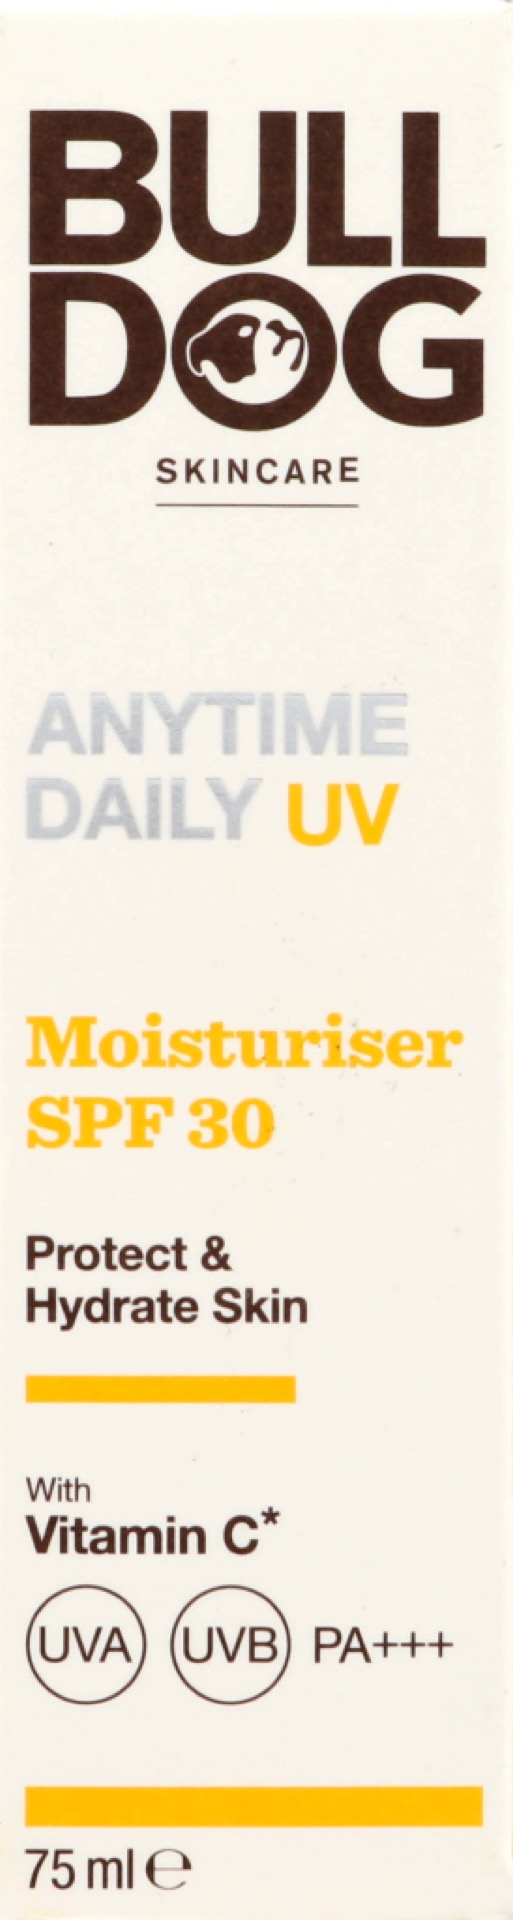 BULL
DOG
SKINCARE
ANYTIME
DAILY UV
Moisturiser
SPF 30
Protect &
Hydrate Skin
With
Vitamin C*
UVA UVB PA+++
75 ml ℮